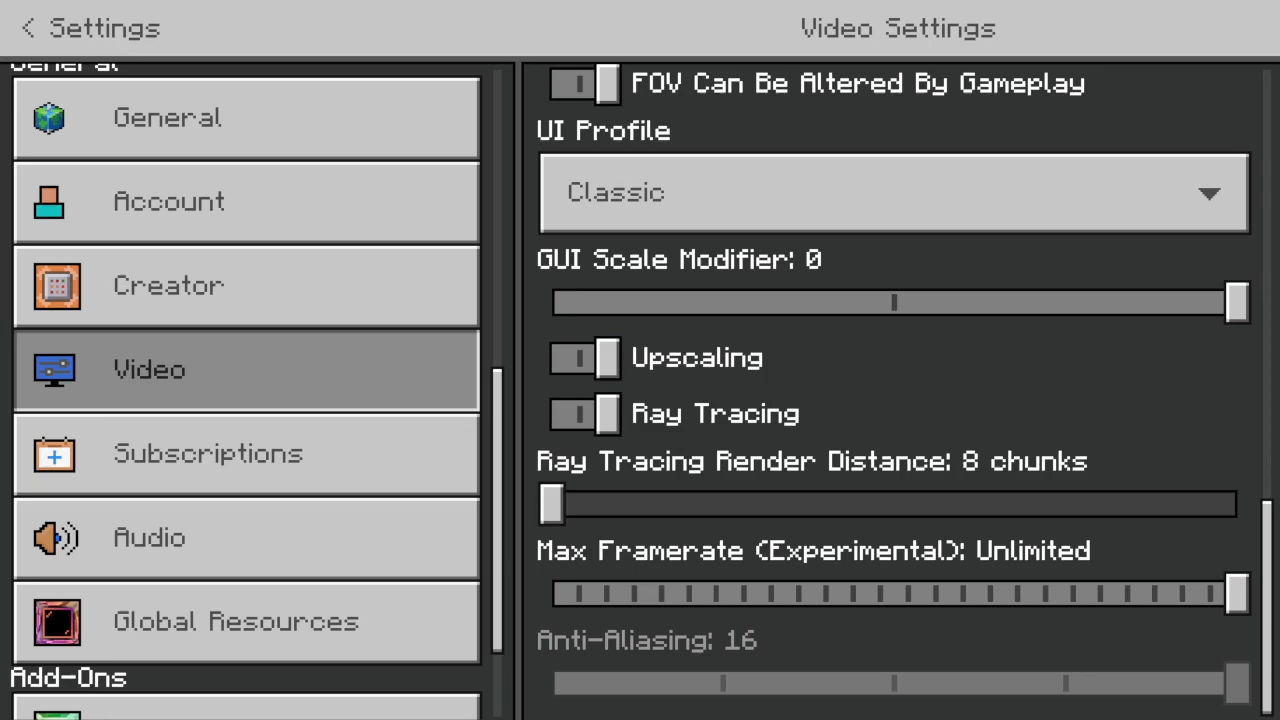 Settings
Video Settings
General
General
Account
Creator
Video
Subscriptions
Audio
Global Resources
Add-Ons
FOV Can Be Altered By Gameplay
UI Profile
Classic
GUI Scale Modifier: 0
Upscaling
Ray Tracing
Ray Tracing Render Distance: 8 chunks
Max Framerate (Experimental): Unlimited
Anti-Aliasing: 16